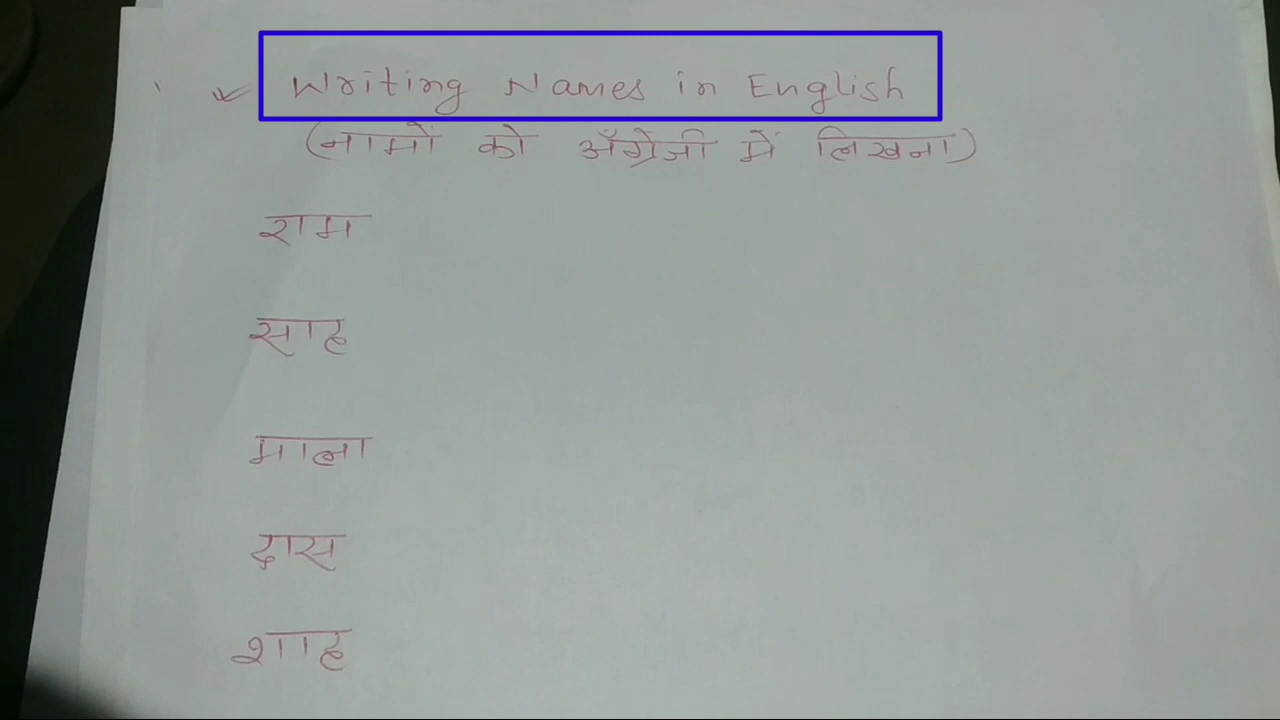 Writing Names in English
(नामों को अँग्रेजी में लिखना)
राम
साह
माला
दास
शाह